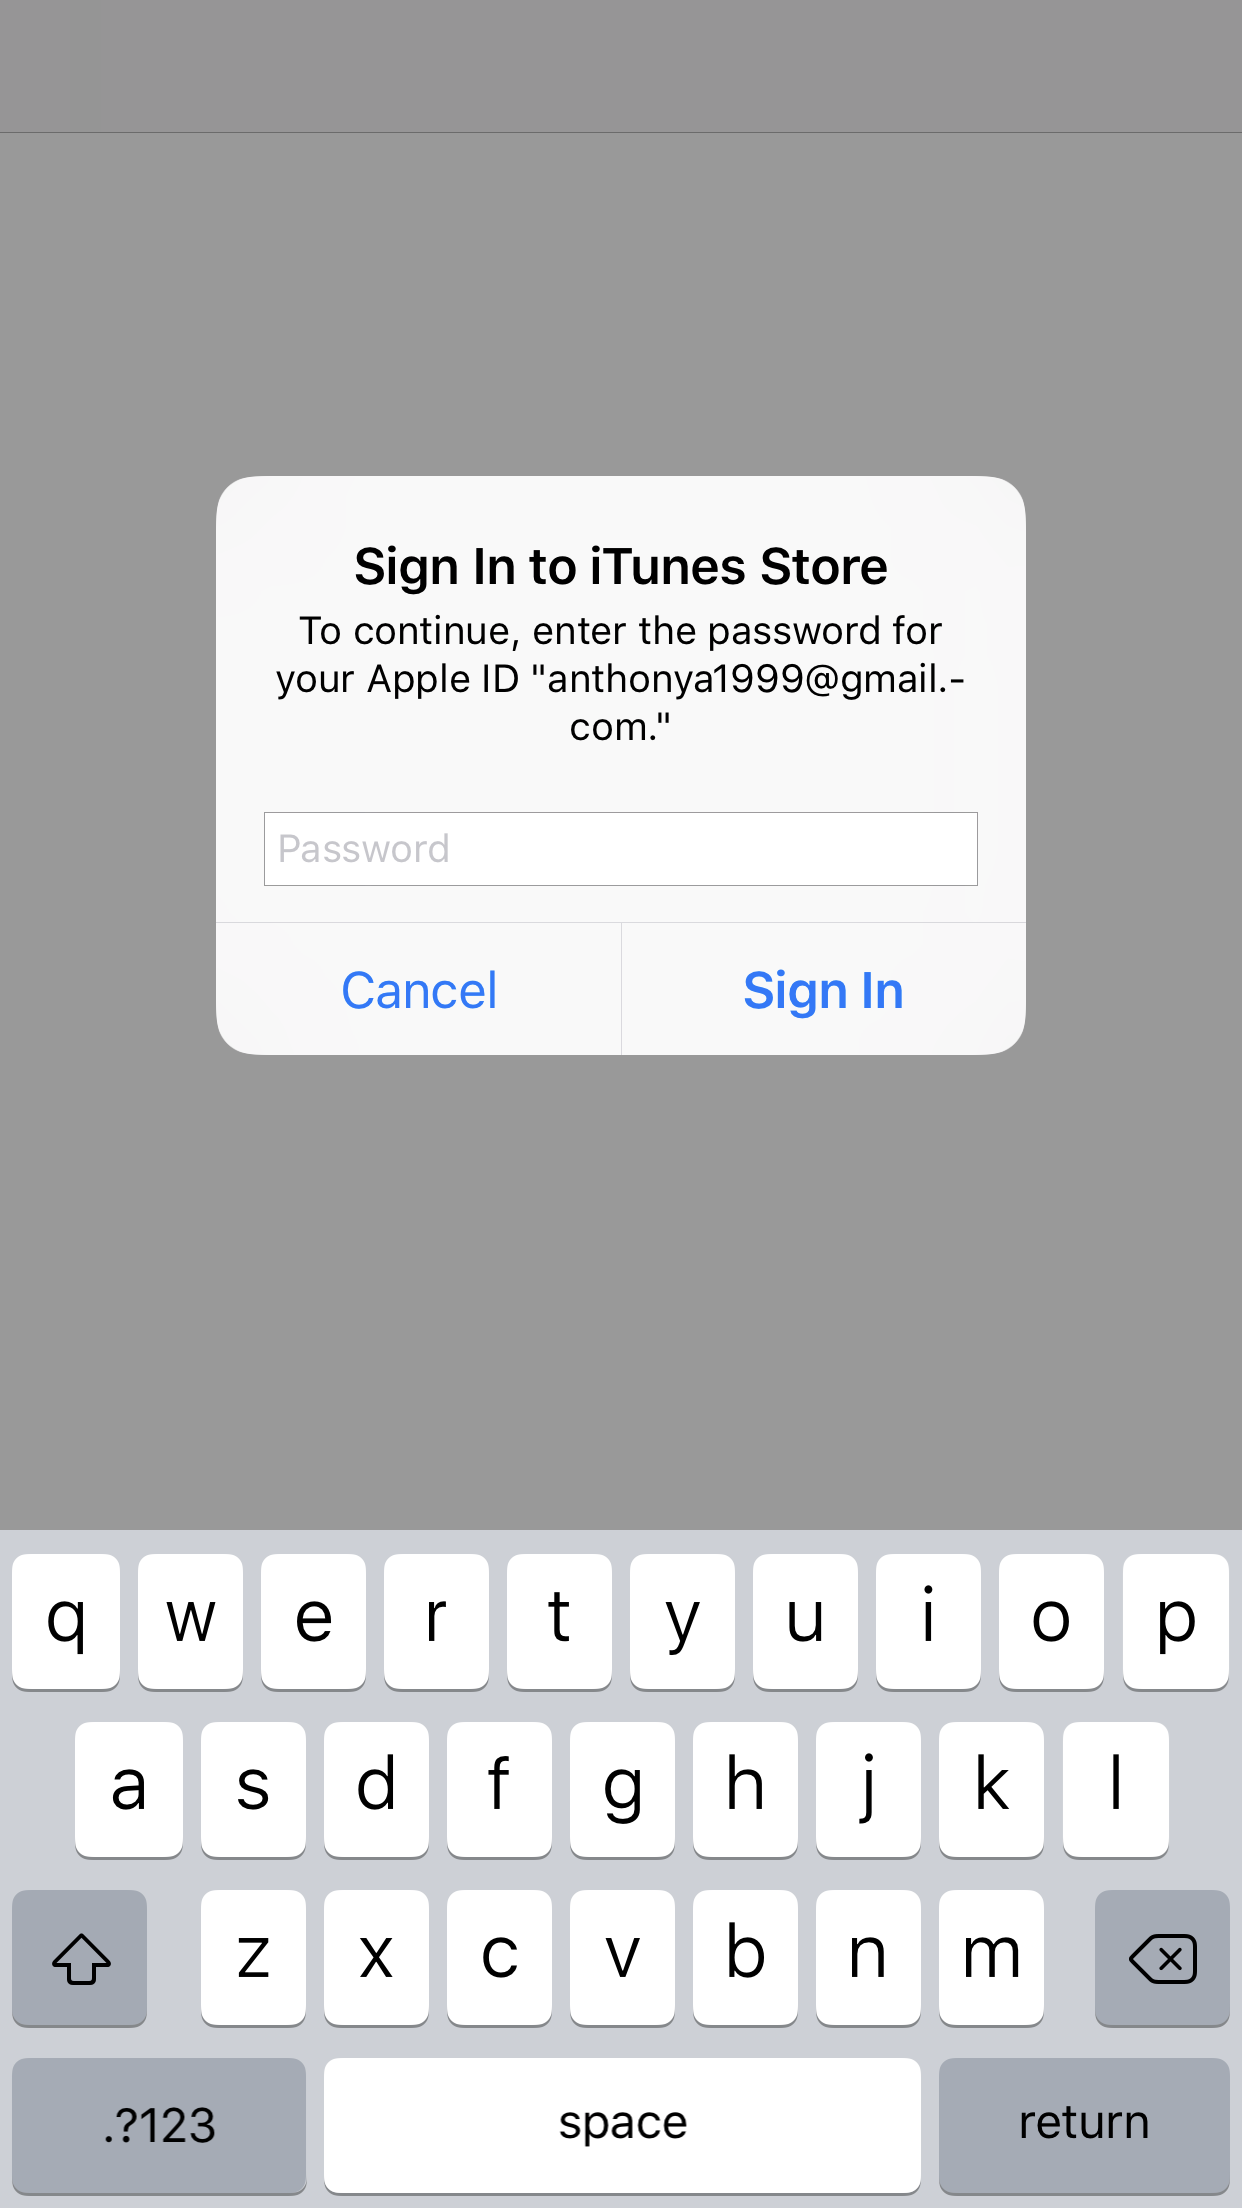 Sign In to iTunes Store
To continue, enter the password for
your Apple ID "anthonya1999@gmail.-
com."
Password
Cancel Sign In
q w e r t y u i o p
a s d f g h j k l
z x c v b n m
.?123 space return